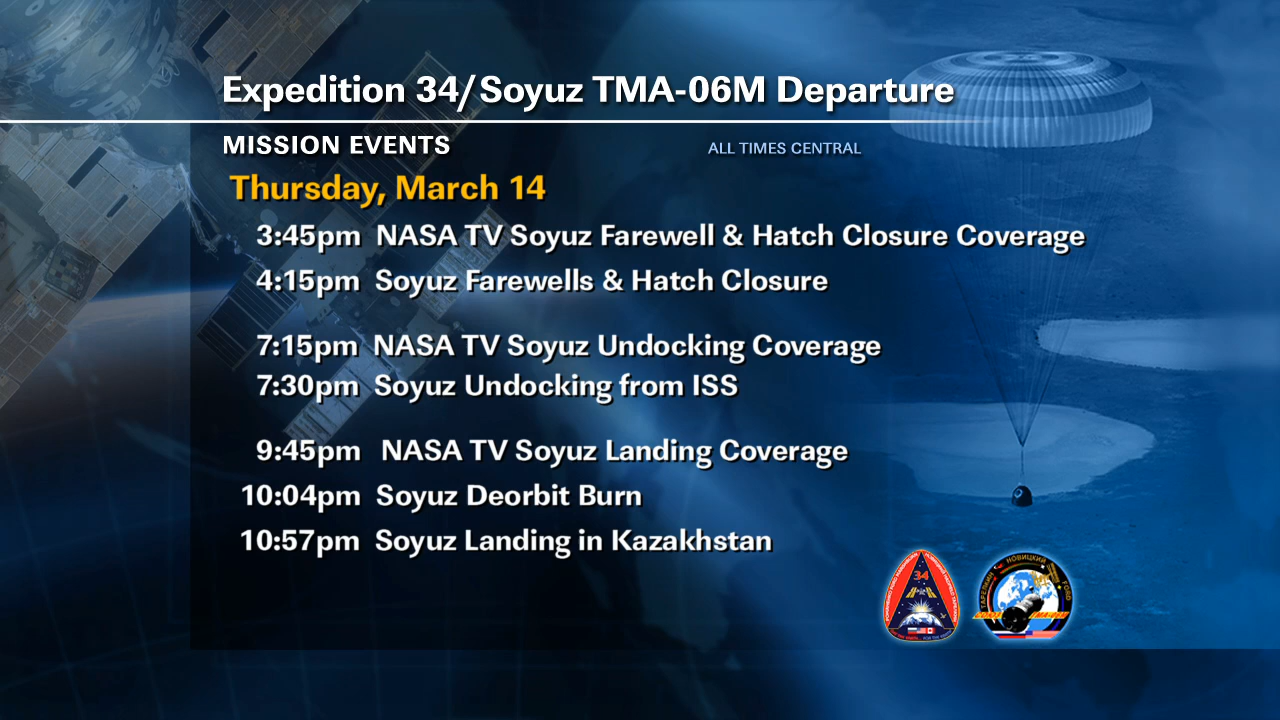 Expedition 34/Soyuz TMA-06M Departure
MISSION EVENTS
ALL TIMES CENTRAL
Thursday, March 14
3:45pm NASA TV Soyuz Farewell & Hatch Closure Coverage
4:15pm Soyuz Farewells & Hatch Closure
7:15pm NASA TV Soyuz Undocking Coverage
7:30pm Soyuz Undocking from ISS
9:45pm NASA TV Soyuz Landing Coverage
10:04pm Soyuz Deorbit Burn
10:57pm Soyuz Landing in Kazakhstan
34
НОВИЦКИЙ
FORD